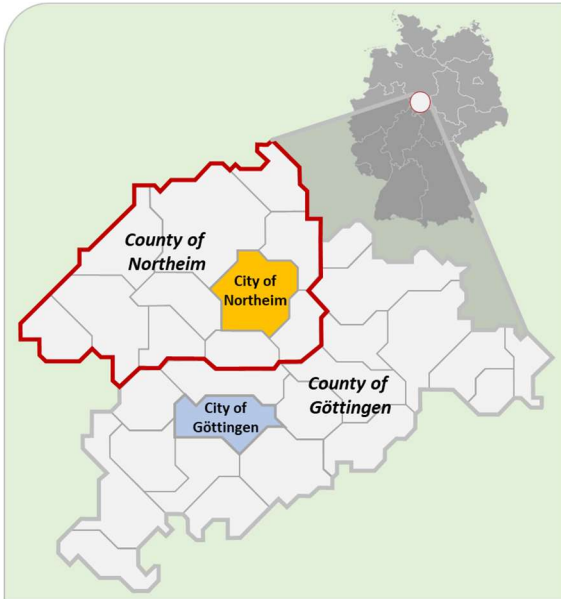 County of
Northeim
City of
Northeim
County of
Göttingen
City of
Göttingen